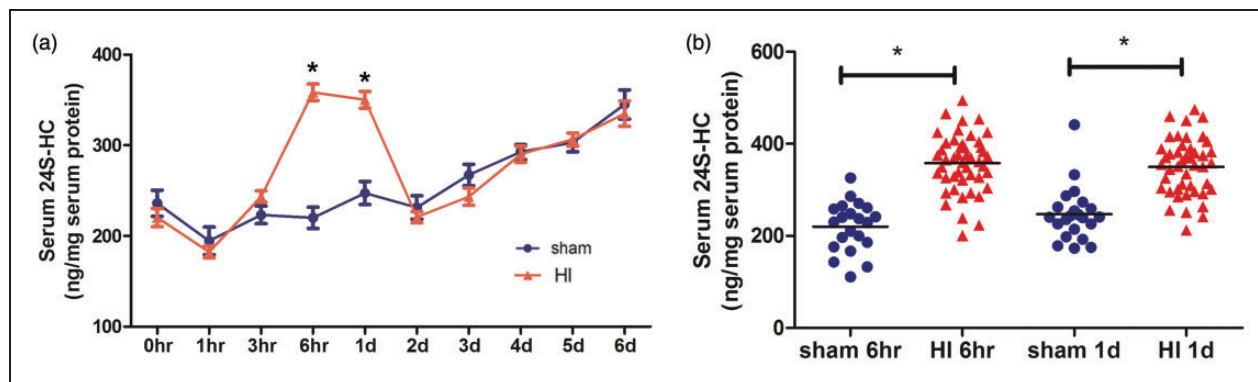 (a)
Serum 24S-HC
(ng/mg serum protein)
400
300
200
100
*
*
sham
HI
0hr 1hr 3hr 6hr 1d 2d 3d 4d 5d 6d
(b)
Serum 24S-HC
(ng/mg serum protein)
600
400
200
0
*
*
sham 6hr HI 6hr sham 1d HI 1d